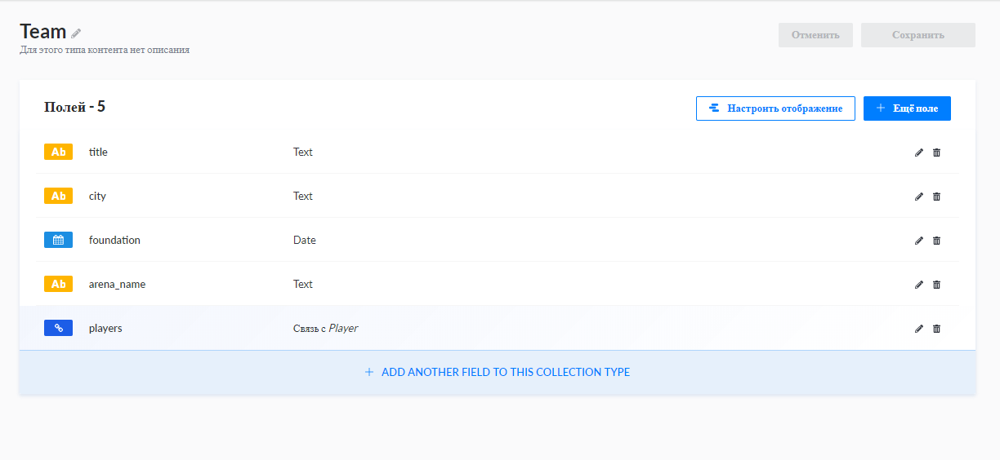 Team
Для этого типа контента нет описания
Отменить
Сохранить
Полей - 5
Настроить отображение
Ещё поле
Ab title Text
Ab city Text
foundation Date
Ab arena_name Text
players Связь с Player
ADD ANOTHER FIELD TO THIS COLLECTION TYPE